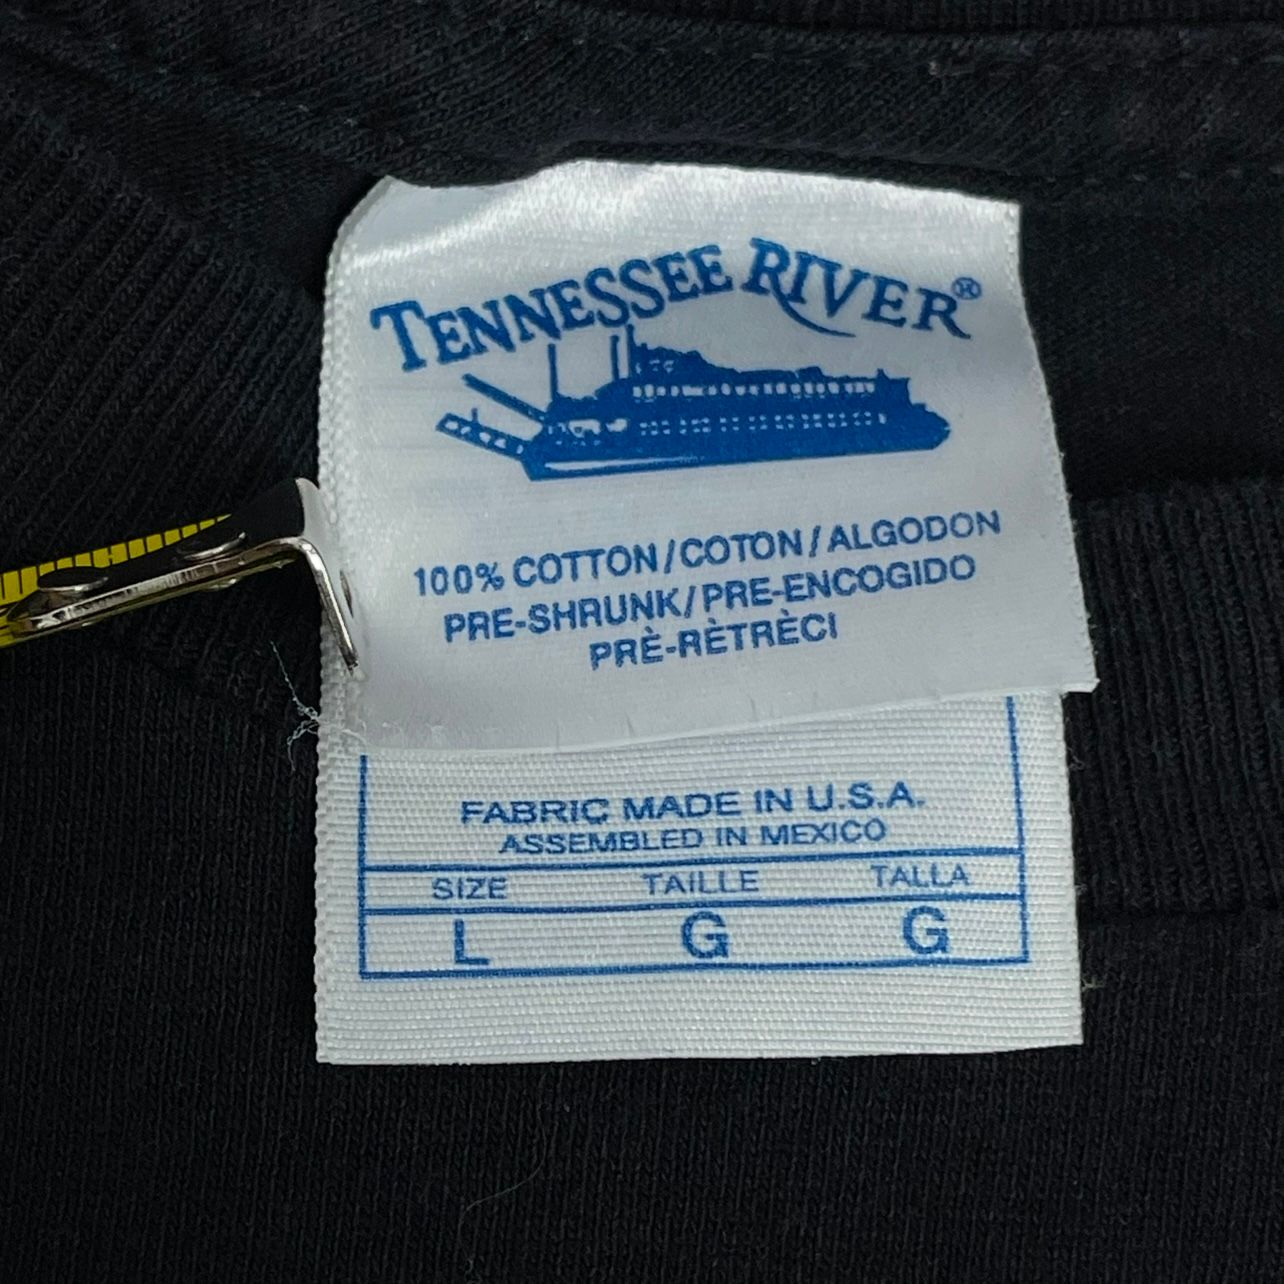 TENNESSEE RIVER®
100% COTTON/COTON/ALGODON
PRE-SHRUNK/PRE-ENCOGIDO
PRÈ-RÈTRÈCI
FABRIC MADE IN U.S.A.
ASSEMBLED IN MEXICO
SIZE TAILLE TALLA
L G G